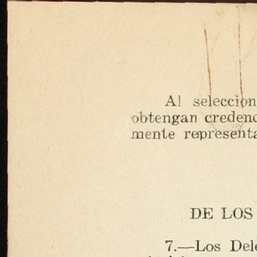 Al seleccion
obtengan credenc
mente representa
DE LOS
7.—Los Dele